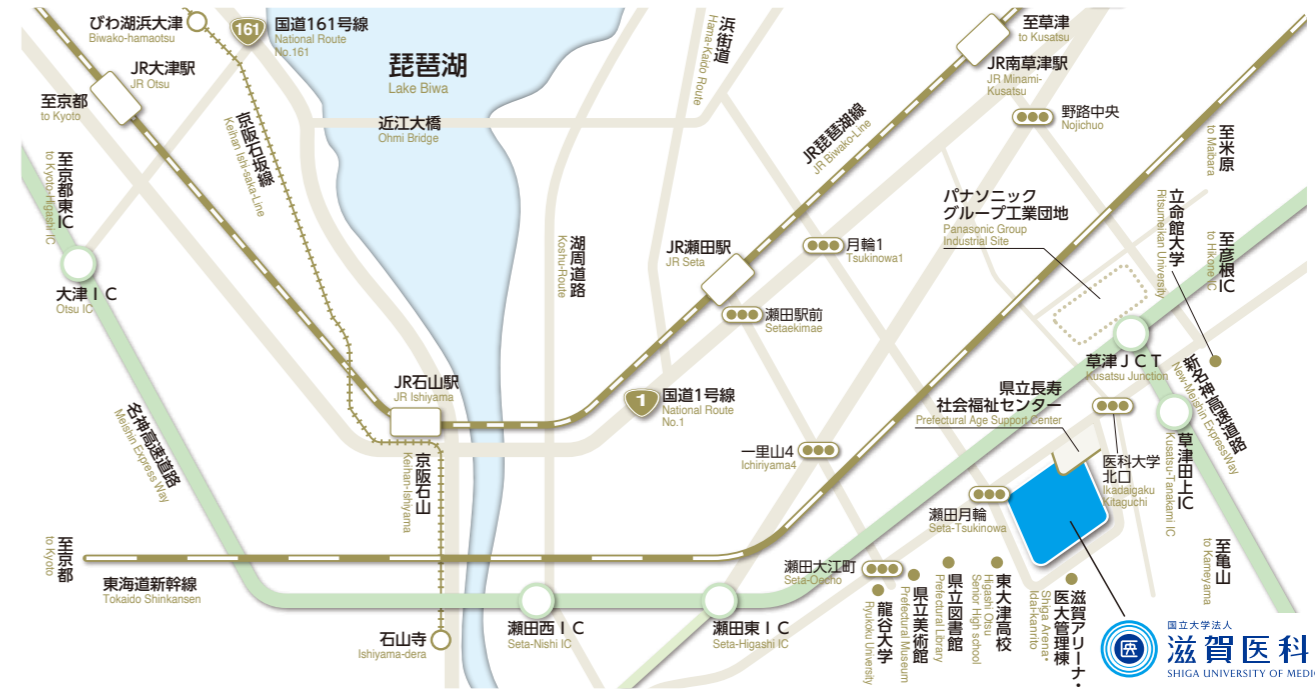 びわ湖浜大津
Biwako-hamaotsu
161
国道161号線
National Route
No.161
JR大津駅
JR Otsu
至京都
to Kyoto
京阪石坂線
Keihan Ishi-saka-Line
琵琶湖
Lake Biwa
近江大橋
Ohmi Bridge
浜街道
Hama-Kaido Route
至草津
to Kusatsu
JR南草津駅
JR Minami-
Kusatsu
野路中央
Nojichuo
JR琵琶湖線
JR Biwako-Line
至米原
to Maibara
至京都東IC
to Kyoto-Higashi IC
大津IC
Otsu IC
湖周道路
Koshu-Route
JR瀬田駅
JR Seta
月輪1
Tsukinowa1
瀬田駅前
Setaekimae
パナソニック
グループ工業団地
Panasonic Group
Industrial Site
立命館大学
Ritsumeikan University
至彦根IC
to Hikone IC
草津JCT
Kusatsu Junction
新名神高速道路
New-Meishin ExpressWay
JR石山駅
JR Ishiyama
1
国道1号線
National Route
No.1
県立長寿
社会福祉センター
Prefectural Age Support Center
名神高速道路
Meishin Express Way
京阪石山
Keihan-Ishiyama
一里山4
Ichiriyama4
医科大学
北口
Ikadaigaku
Kitaguchi
草津田上IC
Kusatsu-Tanakami IC
瀬田月輪
Seta-Tsukinowa
至京都
to Kyoto
東海道新幹線
Tokaido Shinkansen
瀬田大江町
Seta-Oecho
至亀山
to Kameyama
石山寺
Ishiyama-dera
瀬田西IC
Seta-Nishi IC
瀬田東IC
Seta-Higashi IC
龍谷大学
Ryukoku University
県立美術館
Prefectural Museum
県立図書館
Prefectural Library
東大津高校
Higashi Otsu
Senior High school
滋賀アリーナ・
医大管理棟
Shiga Arena・
Idai-kanrito
医
国立大学法人
滋賀医科
SHIGA UNIVERSITY OF MEDI